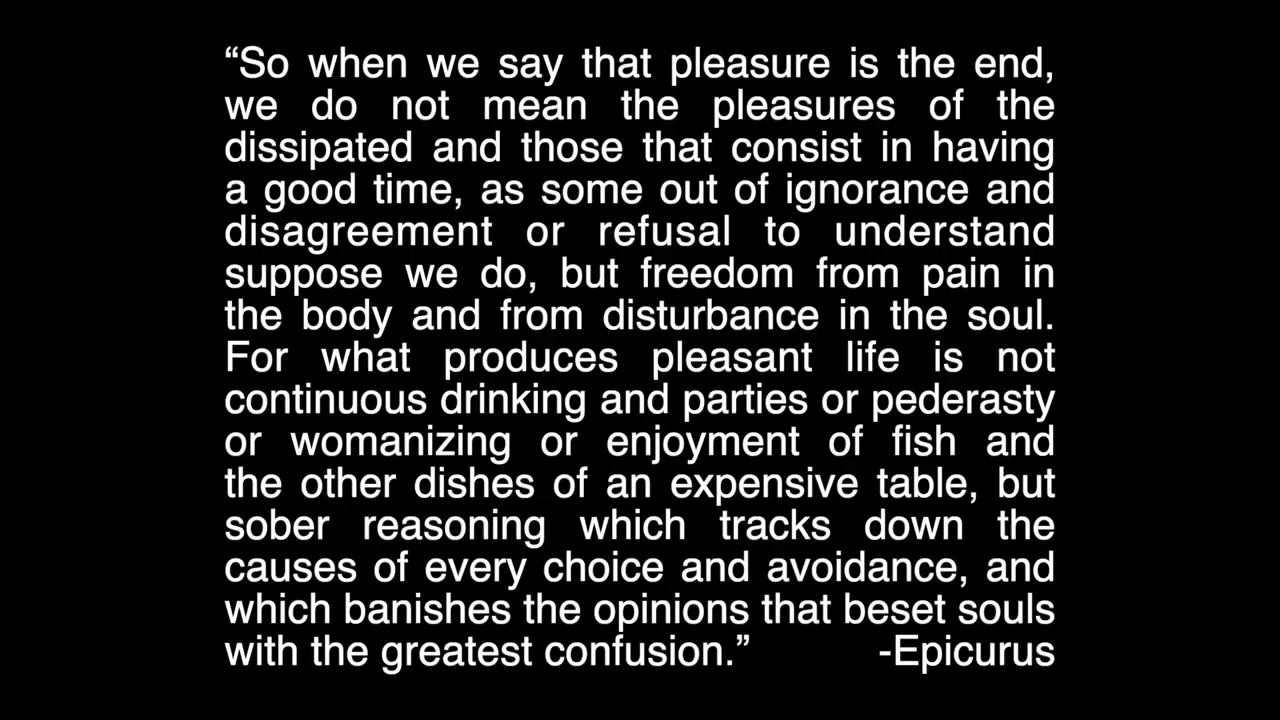 “So when we say that pleasure is the end,
we do not mean the pleasures of the
dissipated and those that consist in having
a good time, as some out of ignorance and
disagreement or refusal to understand
suppose we do, but freedom from pain in
the body and from disturbance in the soul.
For what produces pleasant life is not
continuous drinking and parties or pederasty
or womanizing or enjoyment of fish and
the other dishes of an expensive table, but
sober reasoning which tracks down the
causes of every choice and avoidance, and
which banishes the opinions that beset souls
with the greatest confusion.” -Epicurus